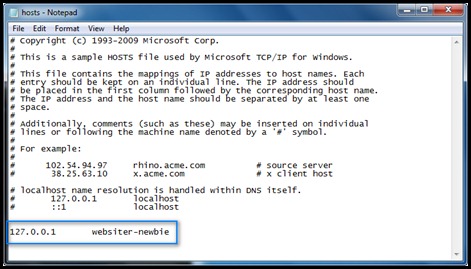 hosts - Notepad
File Edit Format View Help
# Copyright (c) 1993-2009 Microsoft Corp.
#
# This is a sample HOSTS file used by Microsoft TCP/IP for Windows.
#
# This file contains the mappings of IP addresses to host names. Each
# entry should be kept on an individual line. The IP address should
# be placed in the first column followed by the corresponding host name.
# The IP address and the host name should be separated by at least one
# space.
#
# Additionally, comments (such as these) may be inserted on individual
# lines or following the machine name denoted by a '#' symbol.
#
# For example:
#
#      102.54.94.97     rhino.acme.com          # source server
#       38.25.63.10     x.acme.com              # x client host

# localhost name resolution is handled within DNS itself.
#       127.0.0.1       localhost
#       ::1             localhost

127.0.0.1       websiter-newbie